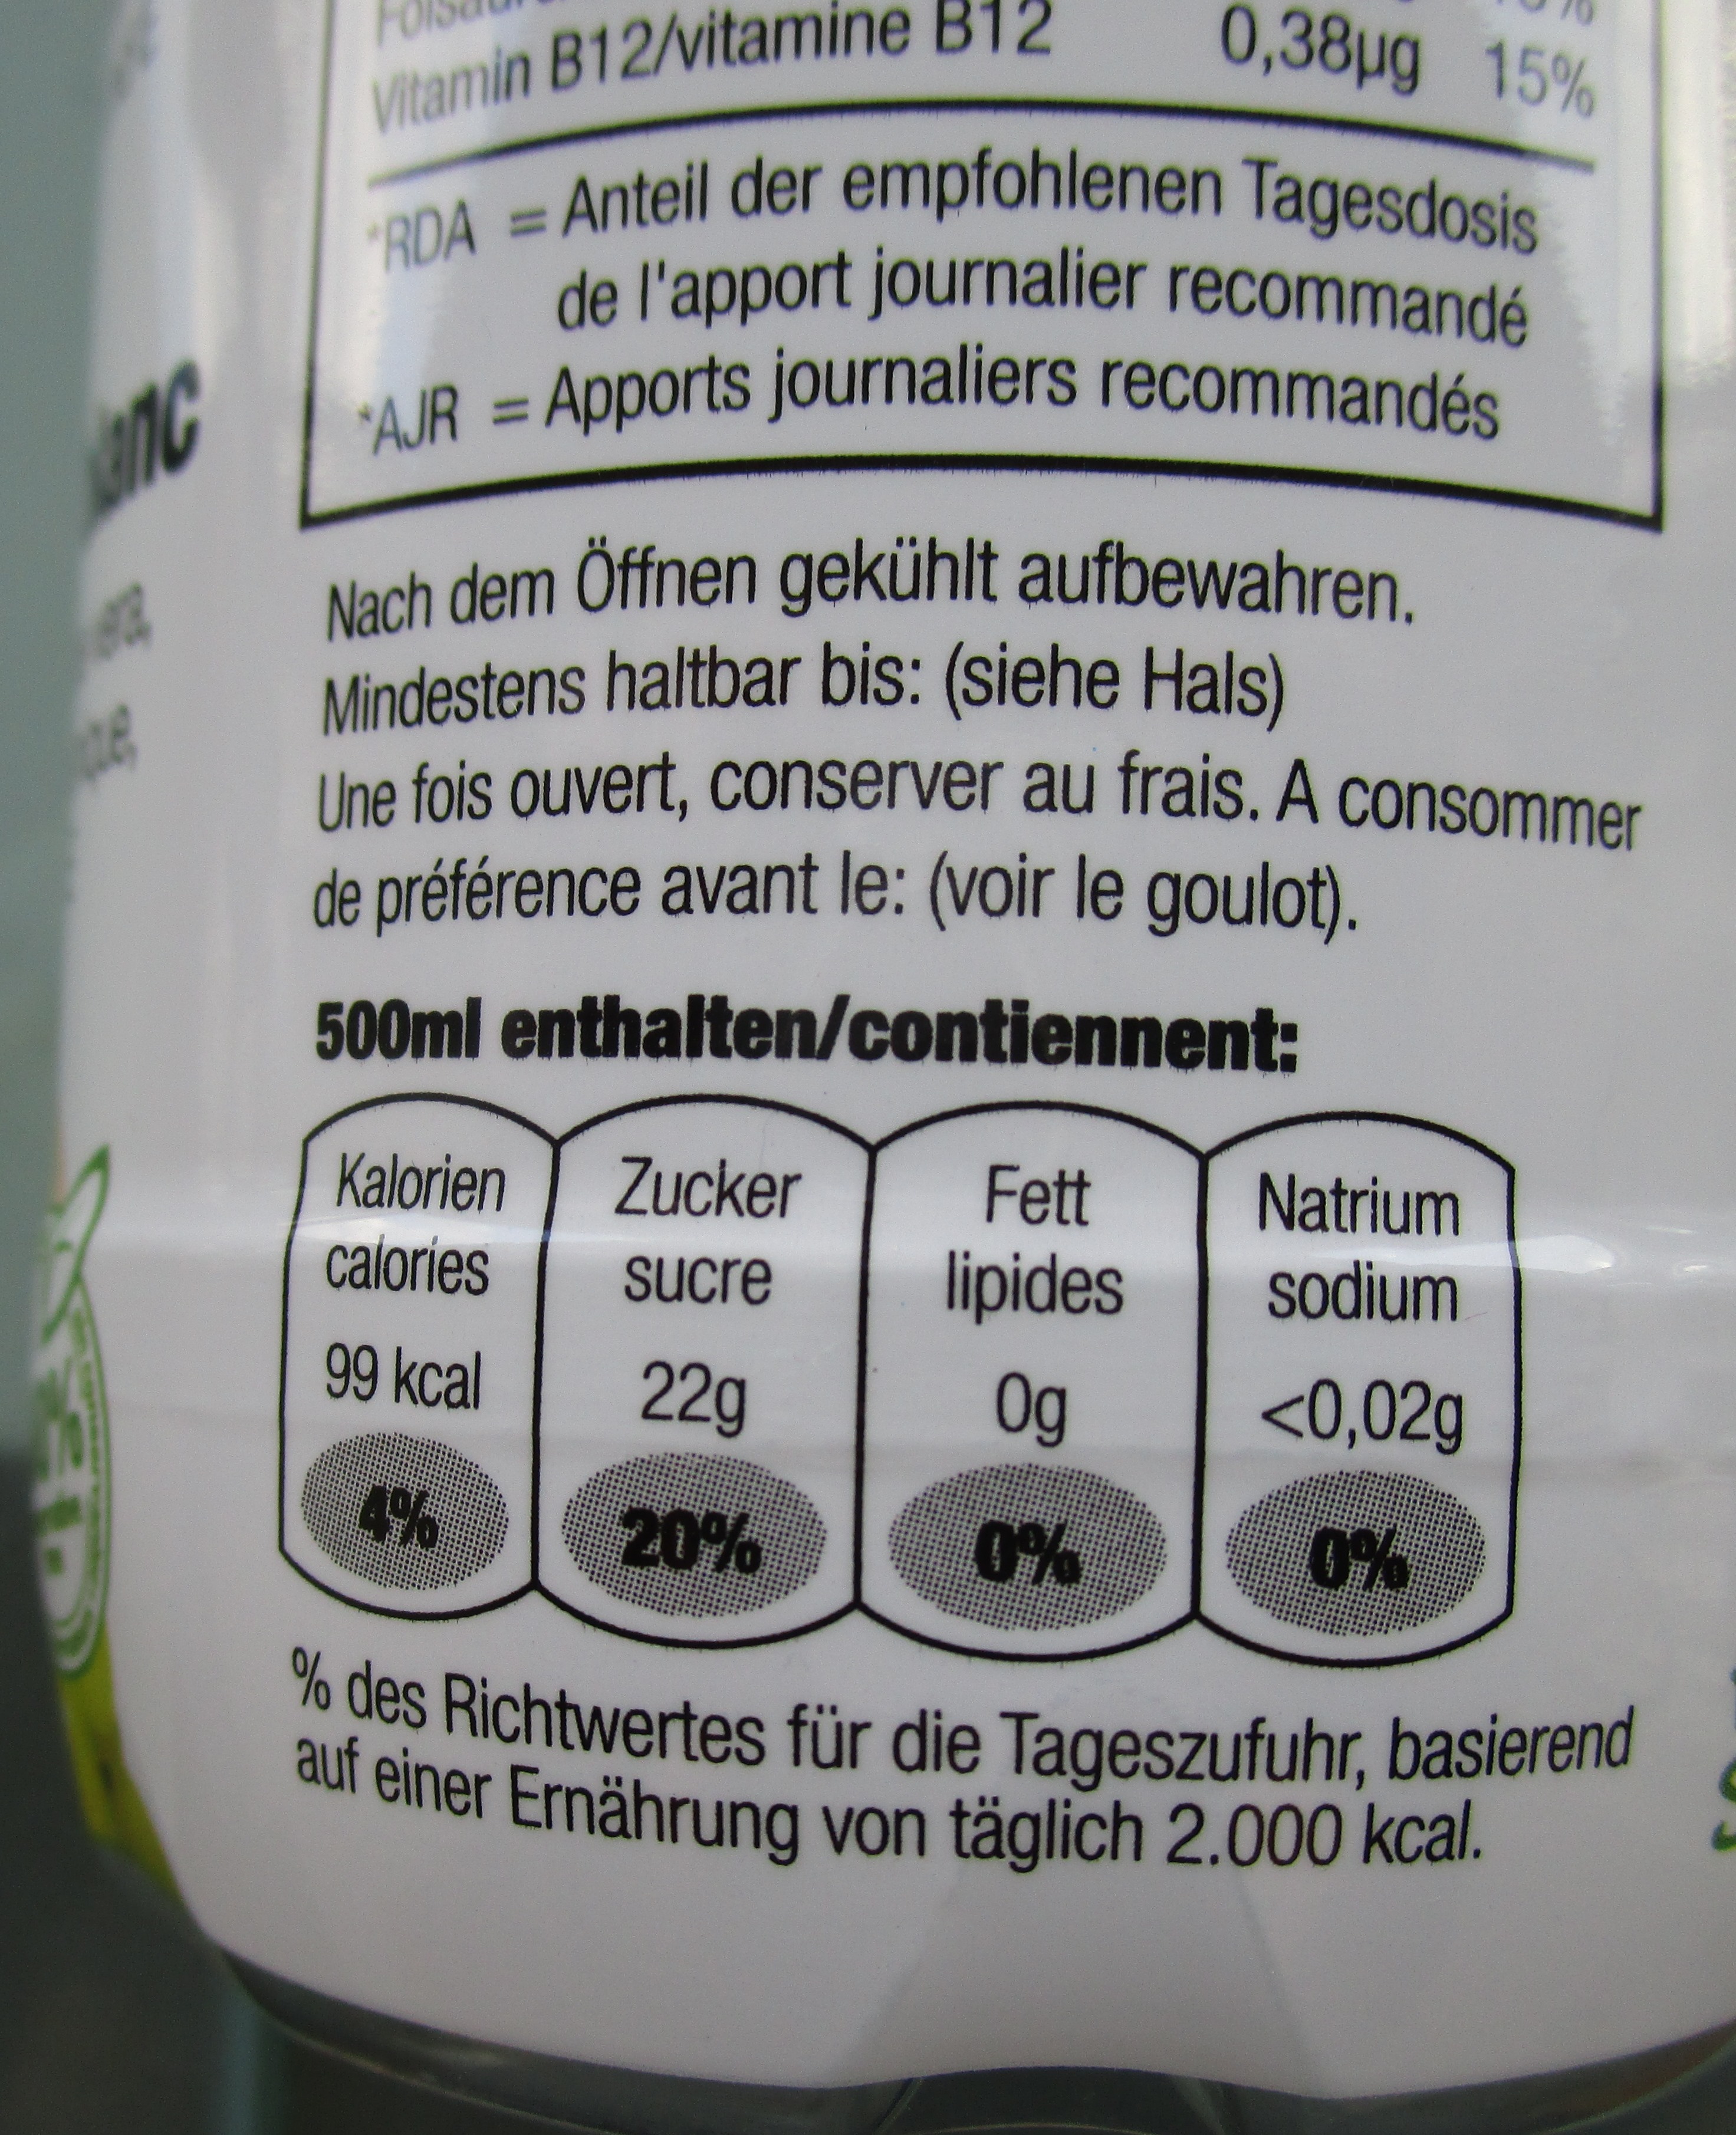 Vitamin B12/vitamine B12 0,38µg 15%
*RDA = Anteil der empfohlenen Tagesdosis
de l'apport journalier recommandé
*AJR = Apports journaliers recommandés
Nach dem Öffnen gekühlt aufbewahren.
Mindestens haltbar bis: (siehe Hals)
Une fois ouvert, conserver au frais. A consommer
de préférence avant le: (voir le goulot).
500ml enthalten/contiennent:
Kalorien Zucker Fett Natrium
calories sucre lipides sodium
99 kcal 22g 0g <0,02g
4% 20% 0% 0%
% des Richtwertes für die Tageszufuhr, basierend
auf einer Ernährung von täglich 2.000 kcal.